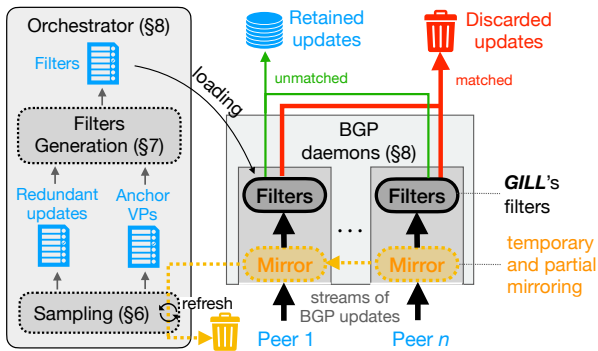 Orchestrator (§8)
Filters
Filters
Generation (§7)
Redundant
updates
Anchor
VPs
Sampling (§6)
refresh
loading
Retained
updates
Discarded
updates
unmatched
matched
BGP
daemons (§8)
Filters
Filters
...
GILL's
filters
Mirror
Mirror
temporary
and partial
mirroring
streams of
BGP updates
Peer 1
Peer n